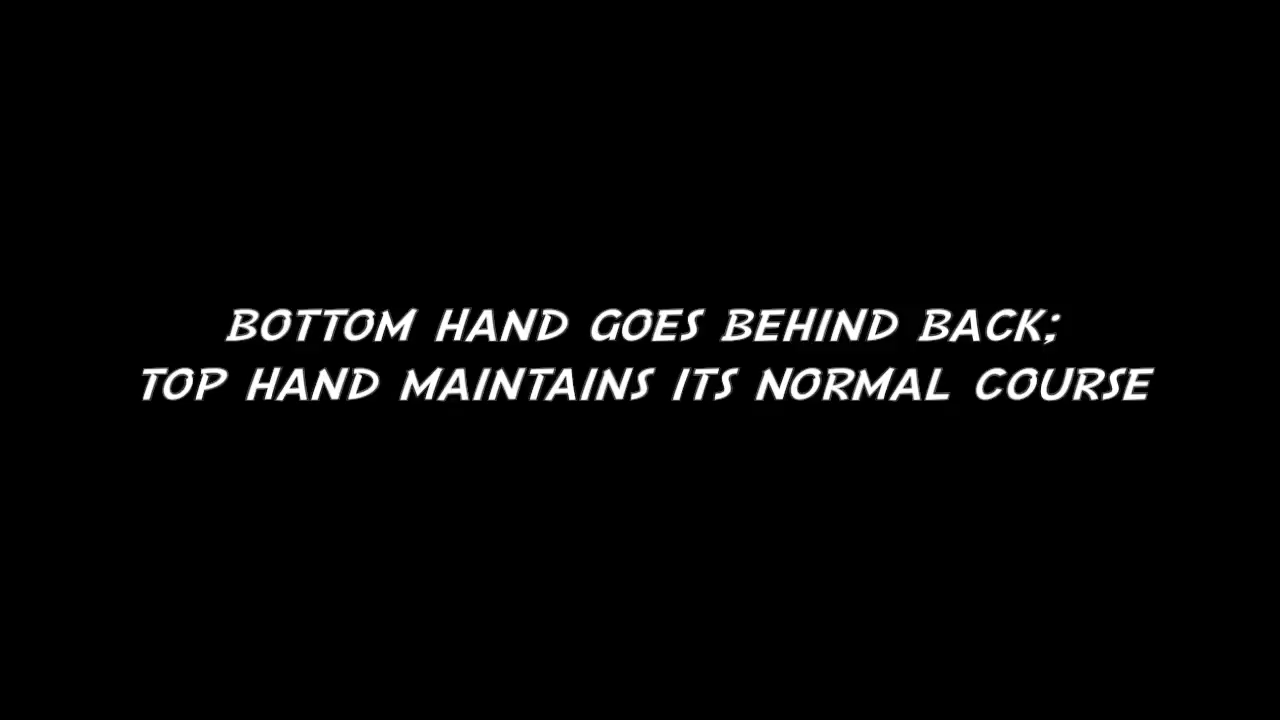 BOTTOM HAND GOES BEHIND BACK;
TOP HAND MAINTAINS ITS NORMAL COURSE